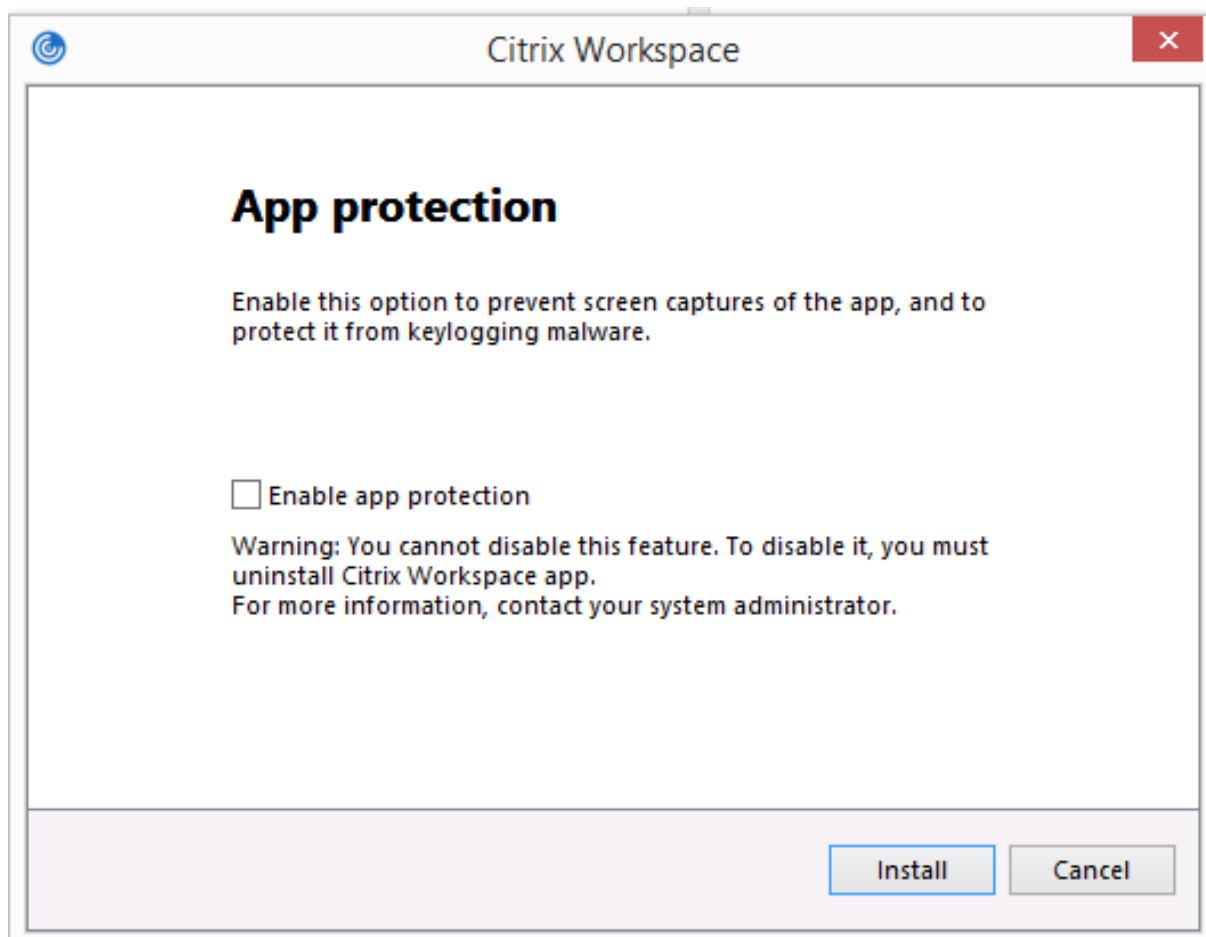 Citrix Workspace
App protection
Enable this option to prevent screen captures of the app, and to
protect it from keylogging malware.
Enable app protection
Warning: You cannot disable this feature. To disable it, you must
uninstall Citrix Workspace app.
For more information, contact your system administrator.
Install Cancel